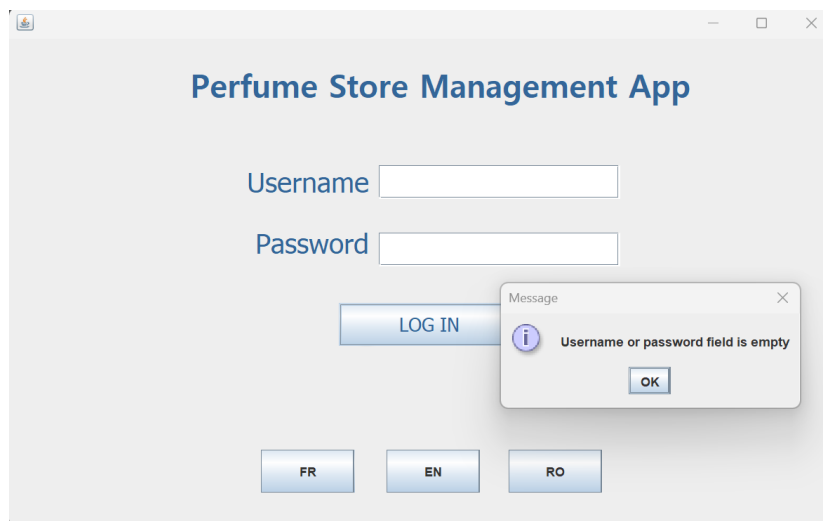 Perfume Store Management App
Username
Password
LOG IN
Message
Username or password field is empty
OK
FR
EN
RO